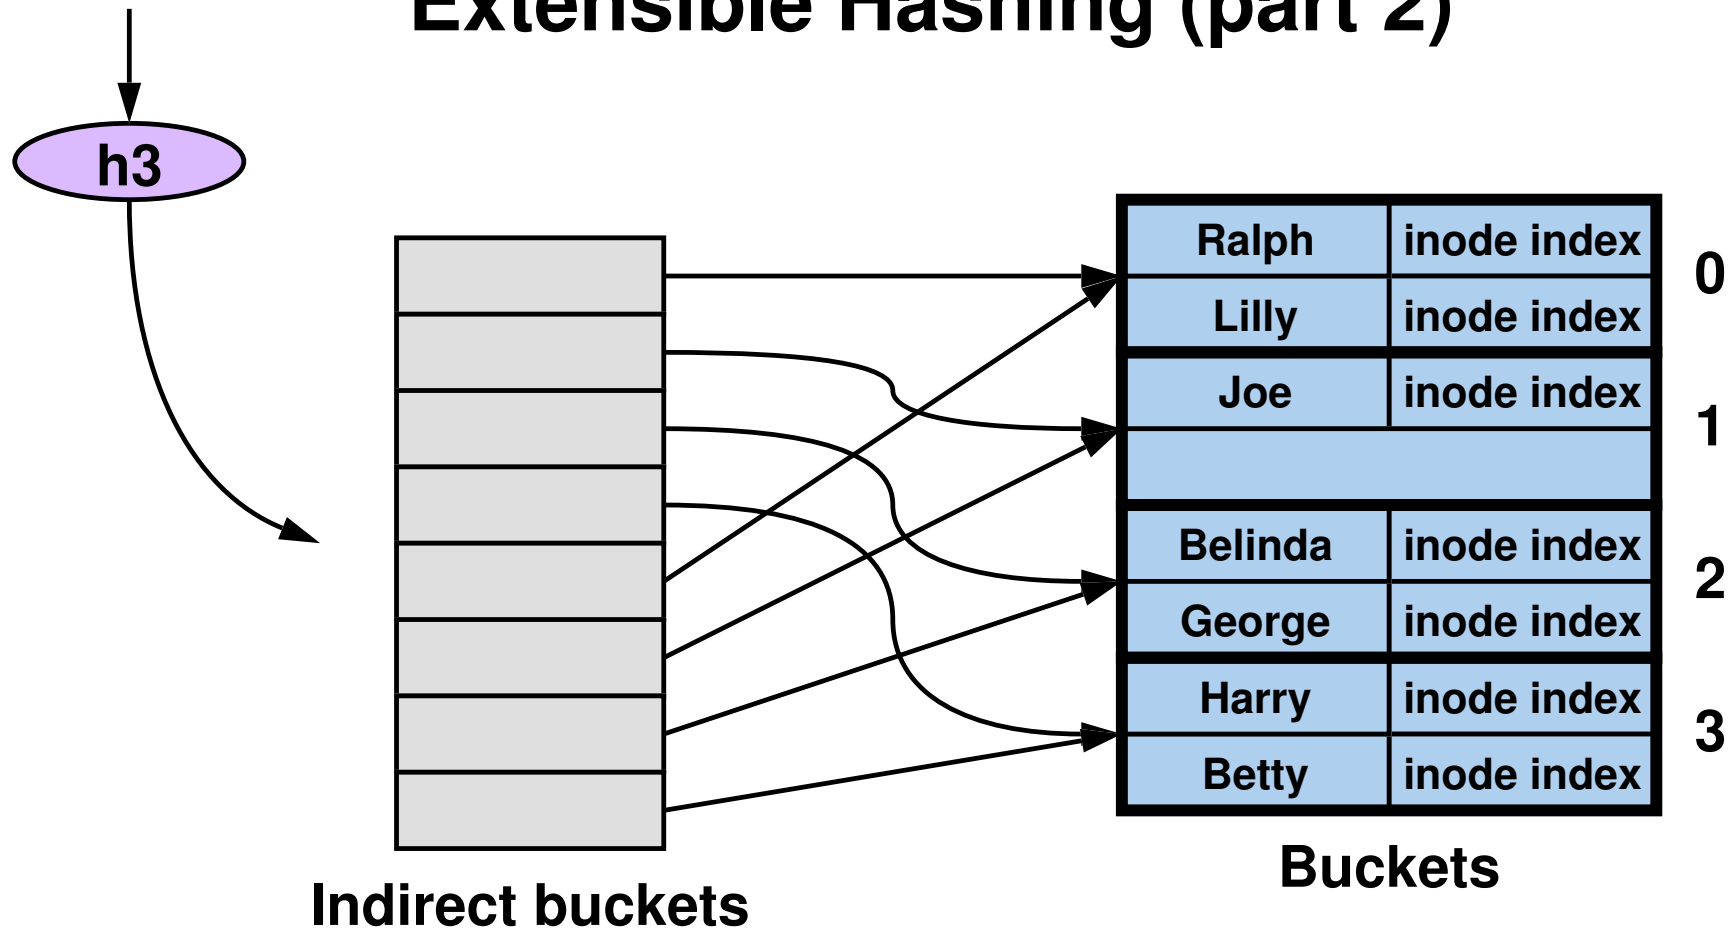 Extensible Hashing (part 2)
h3
Ralph inode index
0
Lilly inode index
Joe inode index
1
Belinda inode index
2
George inode index
Harry inode index
3
Betty inode index
Buckets
Indirect buckets